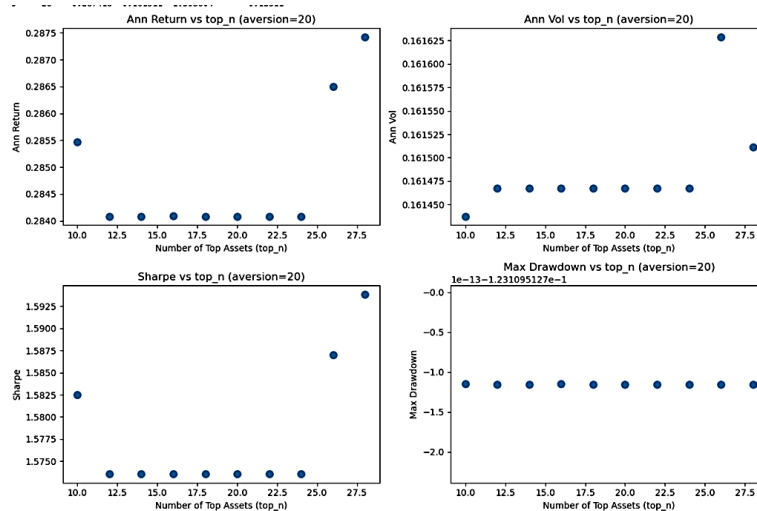 Ann Return vs top_n (aversion=20)
0.2875
0.2870
0.2865
0.2860
0.2855
0.2850
0.2845
0.2840
Ann Return
10.0 12.5 15.0 17.5 20.0 22.5 25.0 27.5
Number of Top Assets (top_n)
Ann Vol vs top_n (aversion=20)
0.161625
0.161600
0.161575
0.161550
0.161525
0.161500
0.161475
0.161450
Ann Vol
10.0 12.5 15.0 17.5 20.0 22.5 25.0 27.5
Number of Top Assets (top_n)
Sharpe vs top_n (aversion=20)
1.5925
1.5900
1.5875
1.5850
1.5825
1.5800
1.5775
1.5750
Sharpe
10.0 12.5 15.0 17.5 20.0 22.5 25.0 27.5
Number of Top Assets (top_n)
Max Drawdown vs top_n (aversion=20)
1e−13−1.231095127e−1
−0.0
−0.5
−1.0
−1.5
−2.0
Max Drawdown
10.0 12.5 15.0 17.5 20.0 22.5 25.0 27.5
Number of Top Assets (top_n)